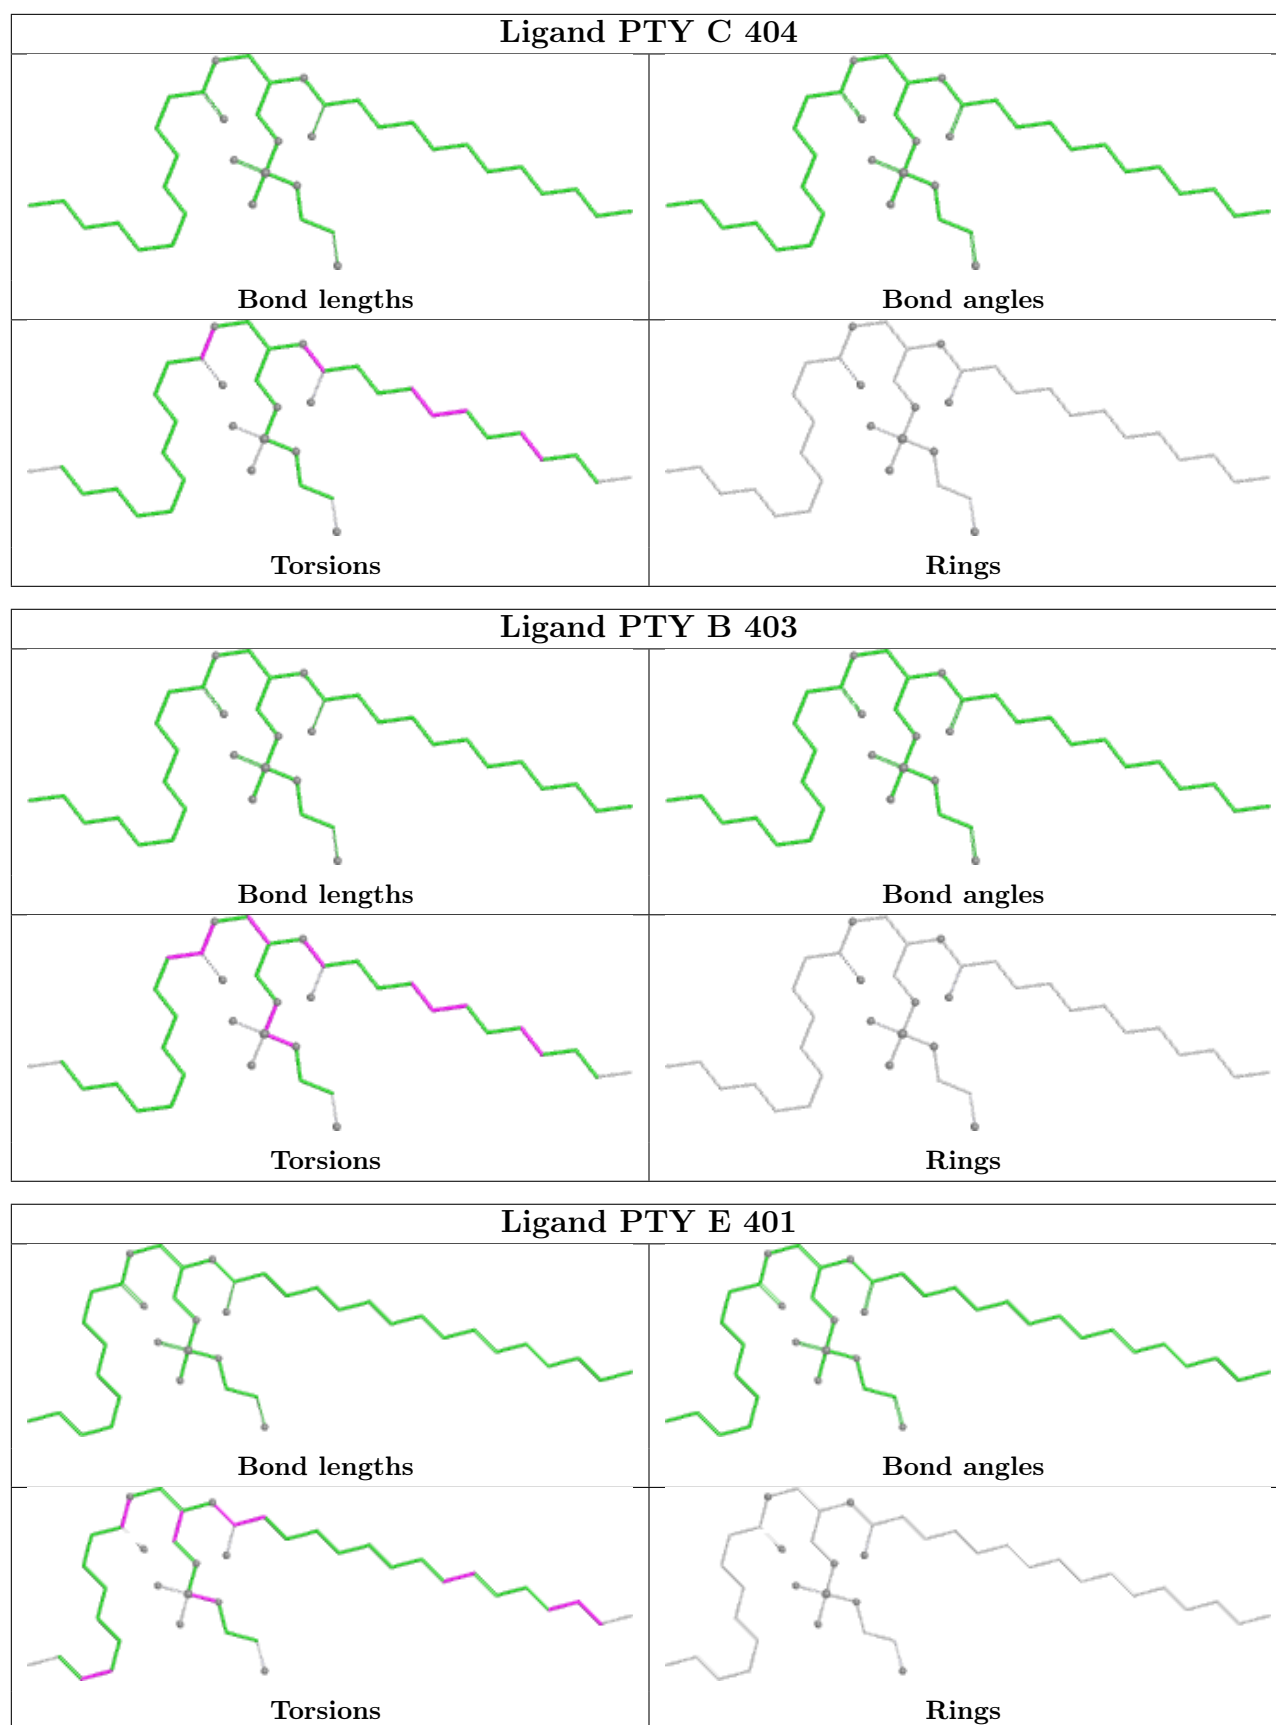 Ligand PTY C 404
Bond lengths
Bond angles
Torsions
Rings
Ligand PTY B 403
Bond lengths
Bond angles
Torsions
Rings
Ligand PTY E 401
Bond lengths
Bond angles
Torsions
Rings